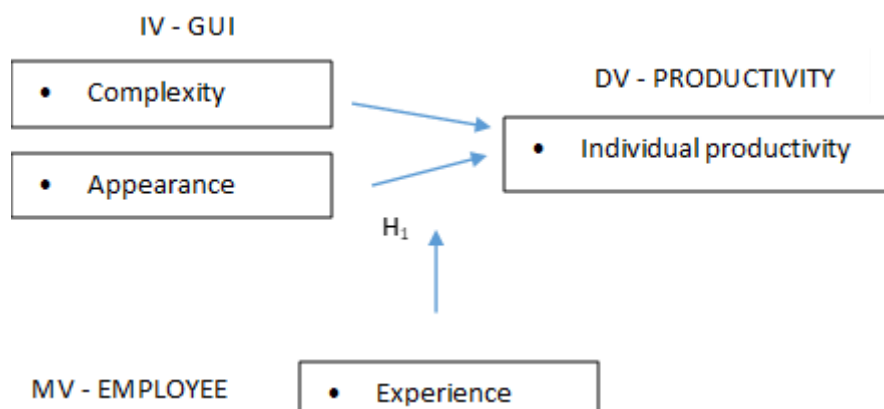 IV - GUI
• Complexity
DV - PRODUCTIVITY
• Individual productivity
• Appearance
H₁
MV - EMPLOYEE
• Experience